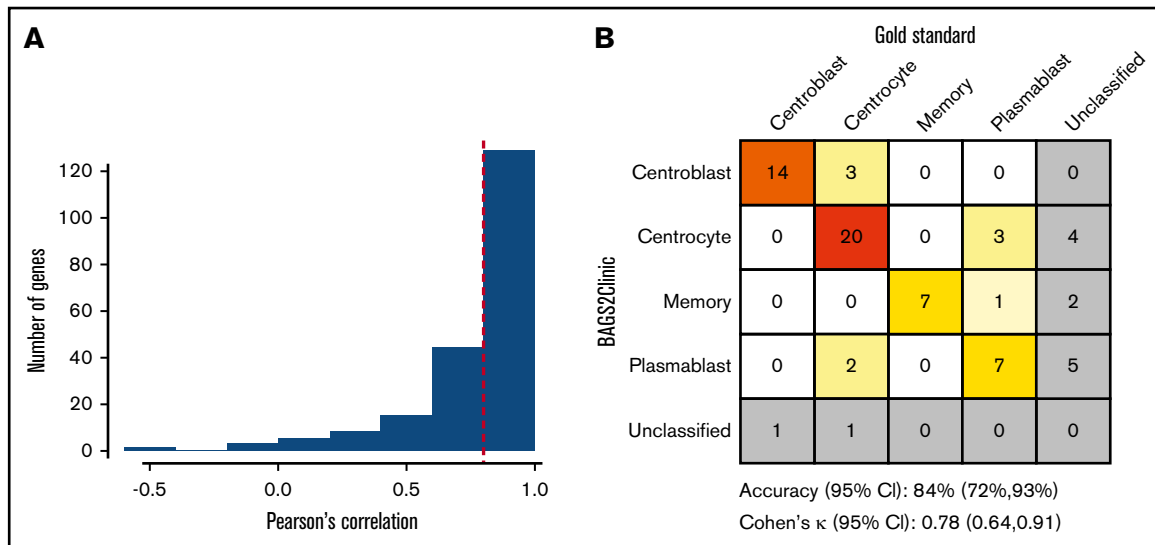 A
Number of genes
120
100
80
60
40
20
0
-0.5
0.0
0.5
1.0
Pearson's correlation
B
Gold standard
Centroblast
Centrocyte
Memory
Plasmablast
Unclassified
BAGS2Clinic
Centroblast 14 3 0 0 0
Centrocyte 0 20 0 3 4
Memory 0 0 7 1 2
Plasmablast 0 2 0 7 5
Unclassified 1 1 0 0 0
Accuracy (95% CI): 84% (72%,93%)
Cohen's κ (95% CI): 0.78 (0.64,0.91)